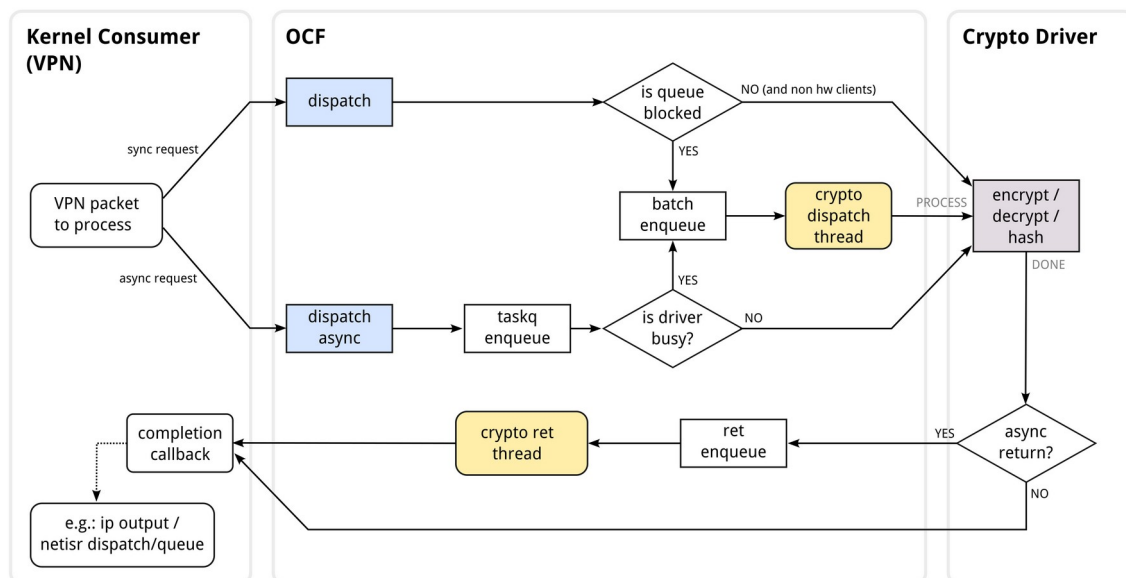 Kernel Consumer
(VPN)
OCF
Crypto Driver
dispatch
is queue
blocked
NO (and non hw clients)
sync request
YES
VPN packet
to process
batch
enqueue
crypto
dispatch
thread
PROCESS
encrypt /
decrypt /
hash
async request
YES
DONE
dispatch
async
taskq
enqueue
is driver
busy?
NO
completion
callback
crypto ret
thread
ret
enqueue
YES
async
return?
NO
e.g.: ip output /
netisr dispatch/queue